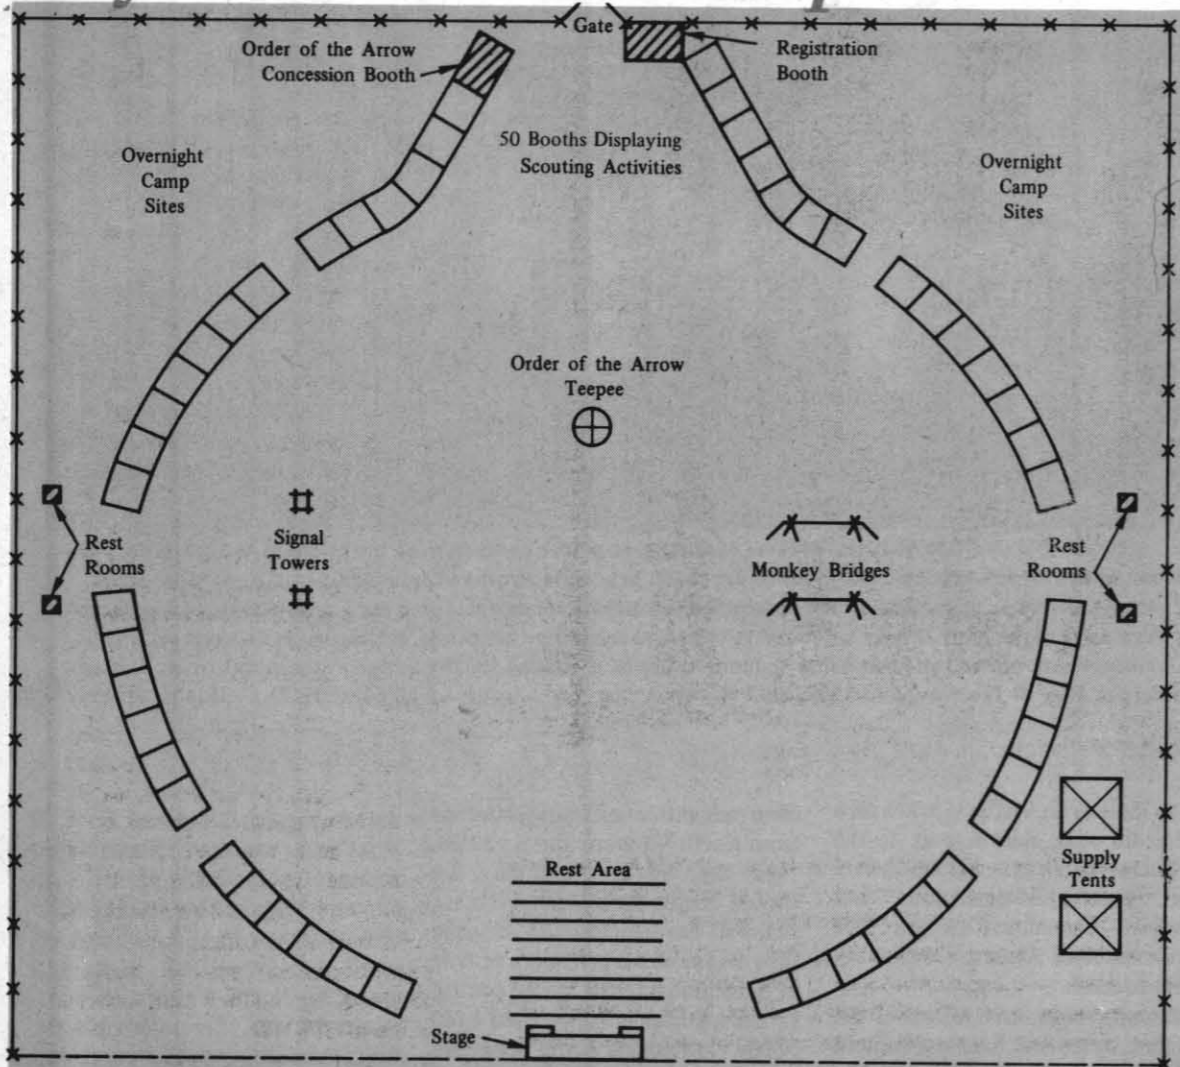 Gate
Order of the Arrow
Concession Booth
Registration
Booth
50 Booths Displaying
Scouting Activities
Overnight
Camp
Sites
Overnight
Camp
Sites
Order of the Arrow
Teepee
Rest
Rooms
Signal
Towers
Monkey Bridges
Rest
Rooms
Rest Area
Supply
Tents
Stage